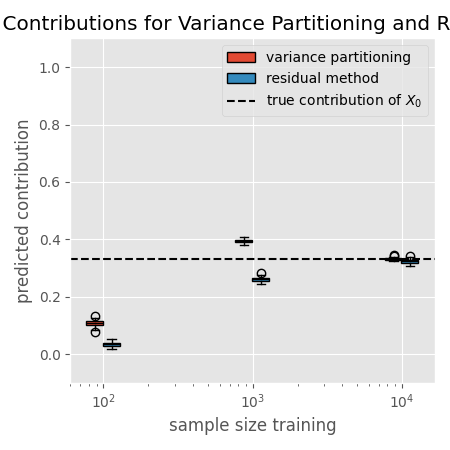 Contributions for Variance Partitioning and R
variance partitioning
residual method
true contribution of X₀
predicted contribution
1.0
0.8
0.6
0.4
0.2
0.0
10²
10³
10⁴
sample size training